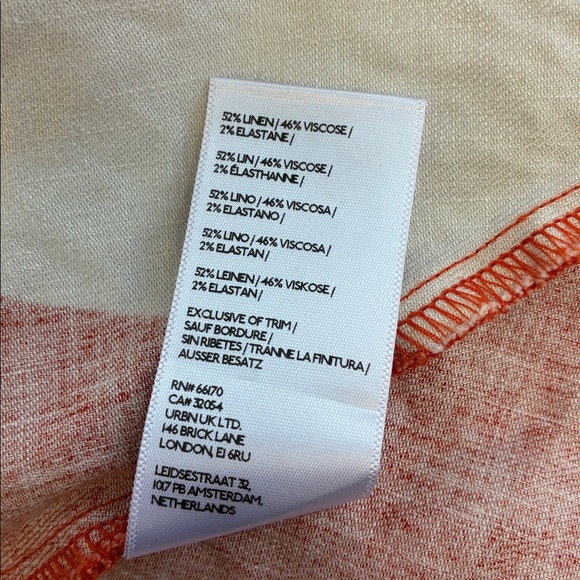 52% LINEN / 46% VISCOSE /
2% ELASTANE /
52% LIN / 46% VISCOSE /
2% ÉLASTHANNE /
52% LINO / 46% VISCOSA /
2% ELASTANO /
52% LINO / 46% VISCOSA /
2% ELASTAN /
52% LEINEN / 46% VISKOSE /
2% ELASTAN /
EXCLUSIVE OF TRIM /
SAUF BORDURE /
SIN RIBETES / TRANNE LA FINITURA /
AUSSER BESATZ
RN# 66170
CA# 32054
URBN UK LTD.
146 BRICK LANE
LONDON, E1 6RU
LEIDSESTRAAT 32,
1017 PB AMSTERDAM,
NETHERLANDS